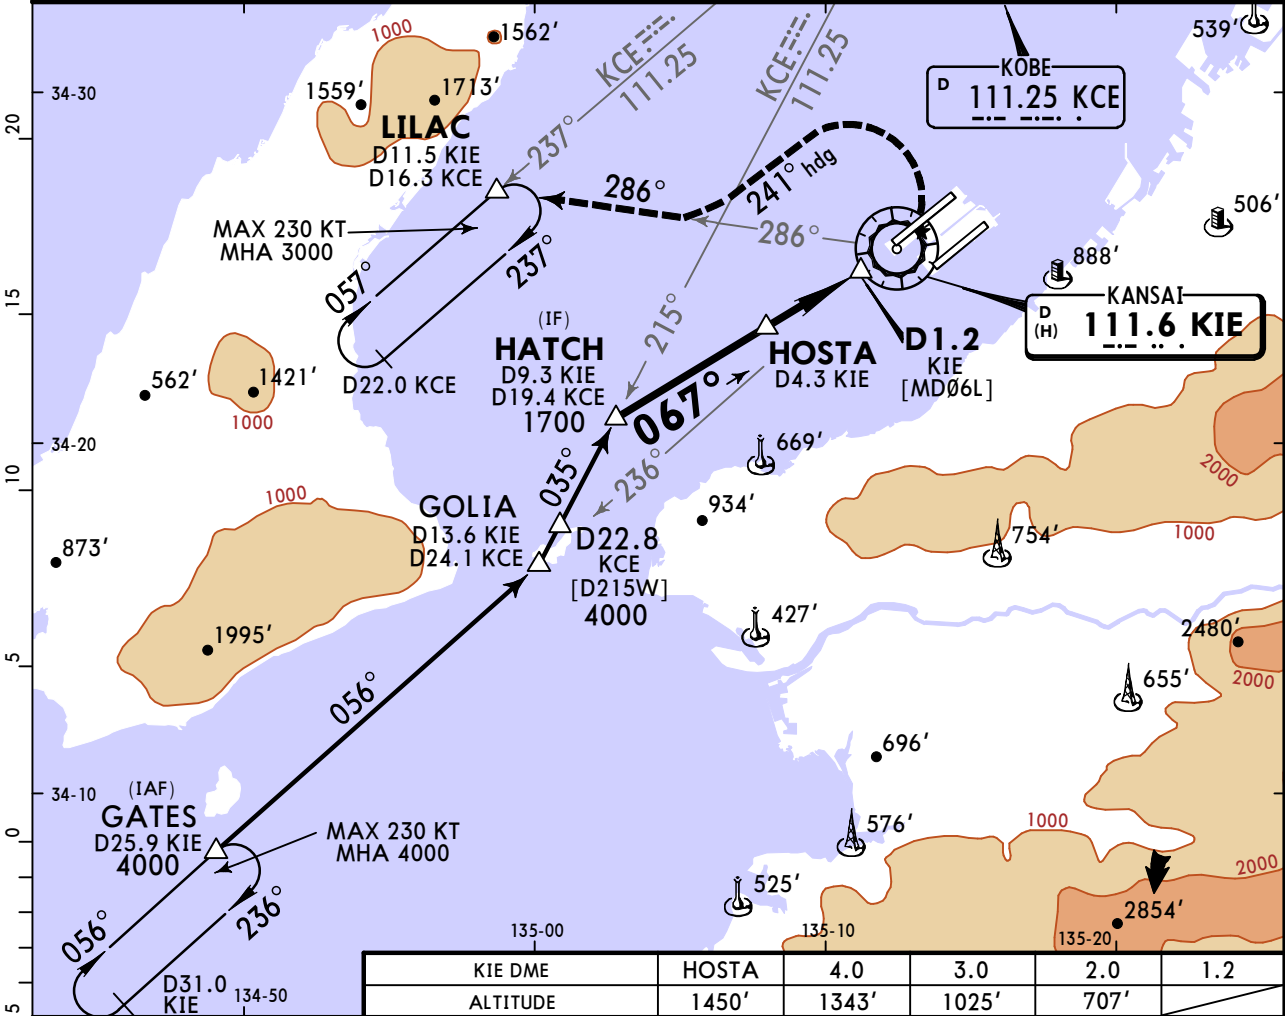 1000
1562′
539′
KCE
111.25
KCE
111.25
KOBE
D 111.25 KCE
34-30
1559′
1713′
20
LILAC
D11.5 KIE
D16.3 KCE
237°
286°
241° hdg
506′
MAX 230 KT
MHA 3000
286°
888′
057°
237°
KANSAI
D
(H)
111.6 KIE
15
215°
(IF)
HATCH
D9.3 KIE
D19.4 KCE
1700
HOSTA
D4.3 KIE
D1.2
KIE
[MDØ6L]
562′
1421′
D22.0 KCE
067°
1000
34-20
669′
2000
10
035°
236°
1000
GOLIA
D13.6 KIE
D24.1 KCE
934′
D22.8
KCE
[D215W]
4000
754′
1000
873′
427′
1995′
2480′
5
655′
2000
056°
696′
34-10
(IAF)
GATES
D25.9 KIE
4000
MAX 230 KT
MHA 4000
0
576′
1000
2000
525′
056°
236°
2854′
135-00
135-10
135-20
D31.0
KIE
134-50
5
KIE DME HOSTA 4.0 3.0 2.0 1.2
ALTITUDE 1450′ 1343′ 1025′ 707′